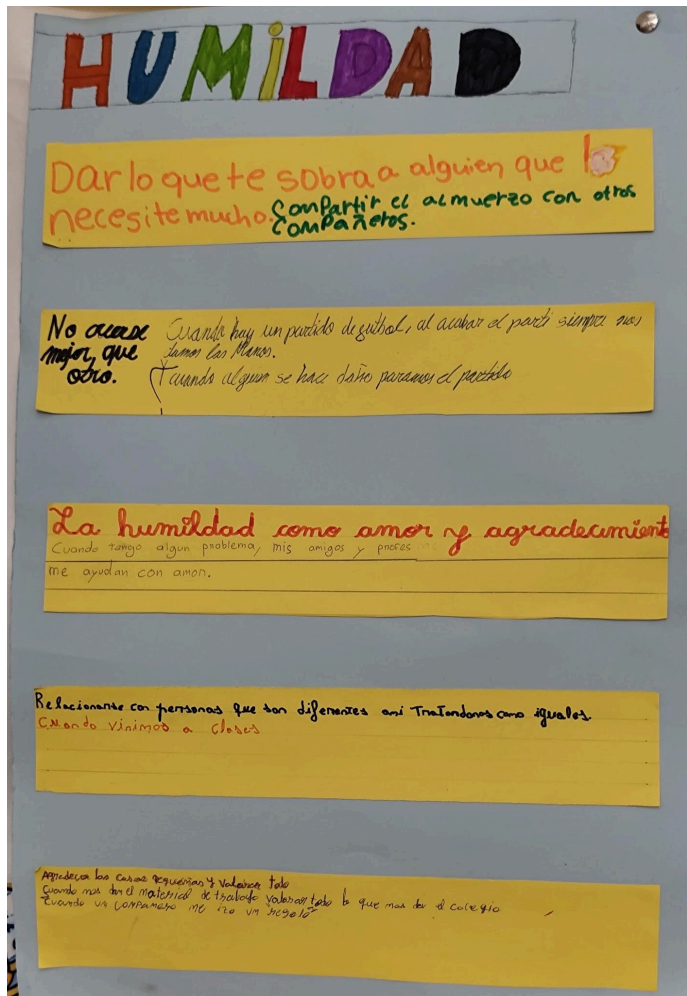 HUMILDAD
Dar lo que te sobra a alguien que lo
necesite mucho. Compartir el almuerzo con otros
compañeros.
No ocerse
mejor, que
otro.
Cuando hay un partido de futbol, al acabar el parti siempre nos
damos las manos.
Y cuando alguien se hace daño paramos el partido
La humildad como amor y agradecimient
Cuando tango algun problema, mis amigos y profes
me ayudan con amor.
Relacionarse con personas que son diferentes a mi Tratandonos como iguales.
Cuando vinimos a clases
Agradecer las cosas pequeñas y valorar todo
Cuando nos dan el material de trabajo valorar todo lo que nos da el colegio
Cuando un compañero me izo un regalo